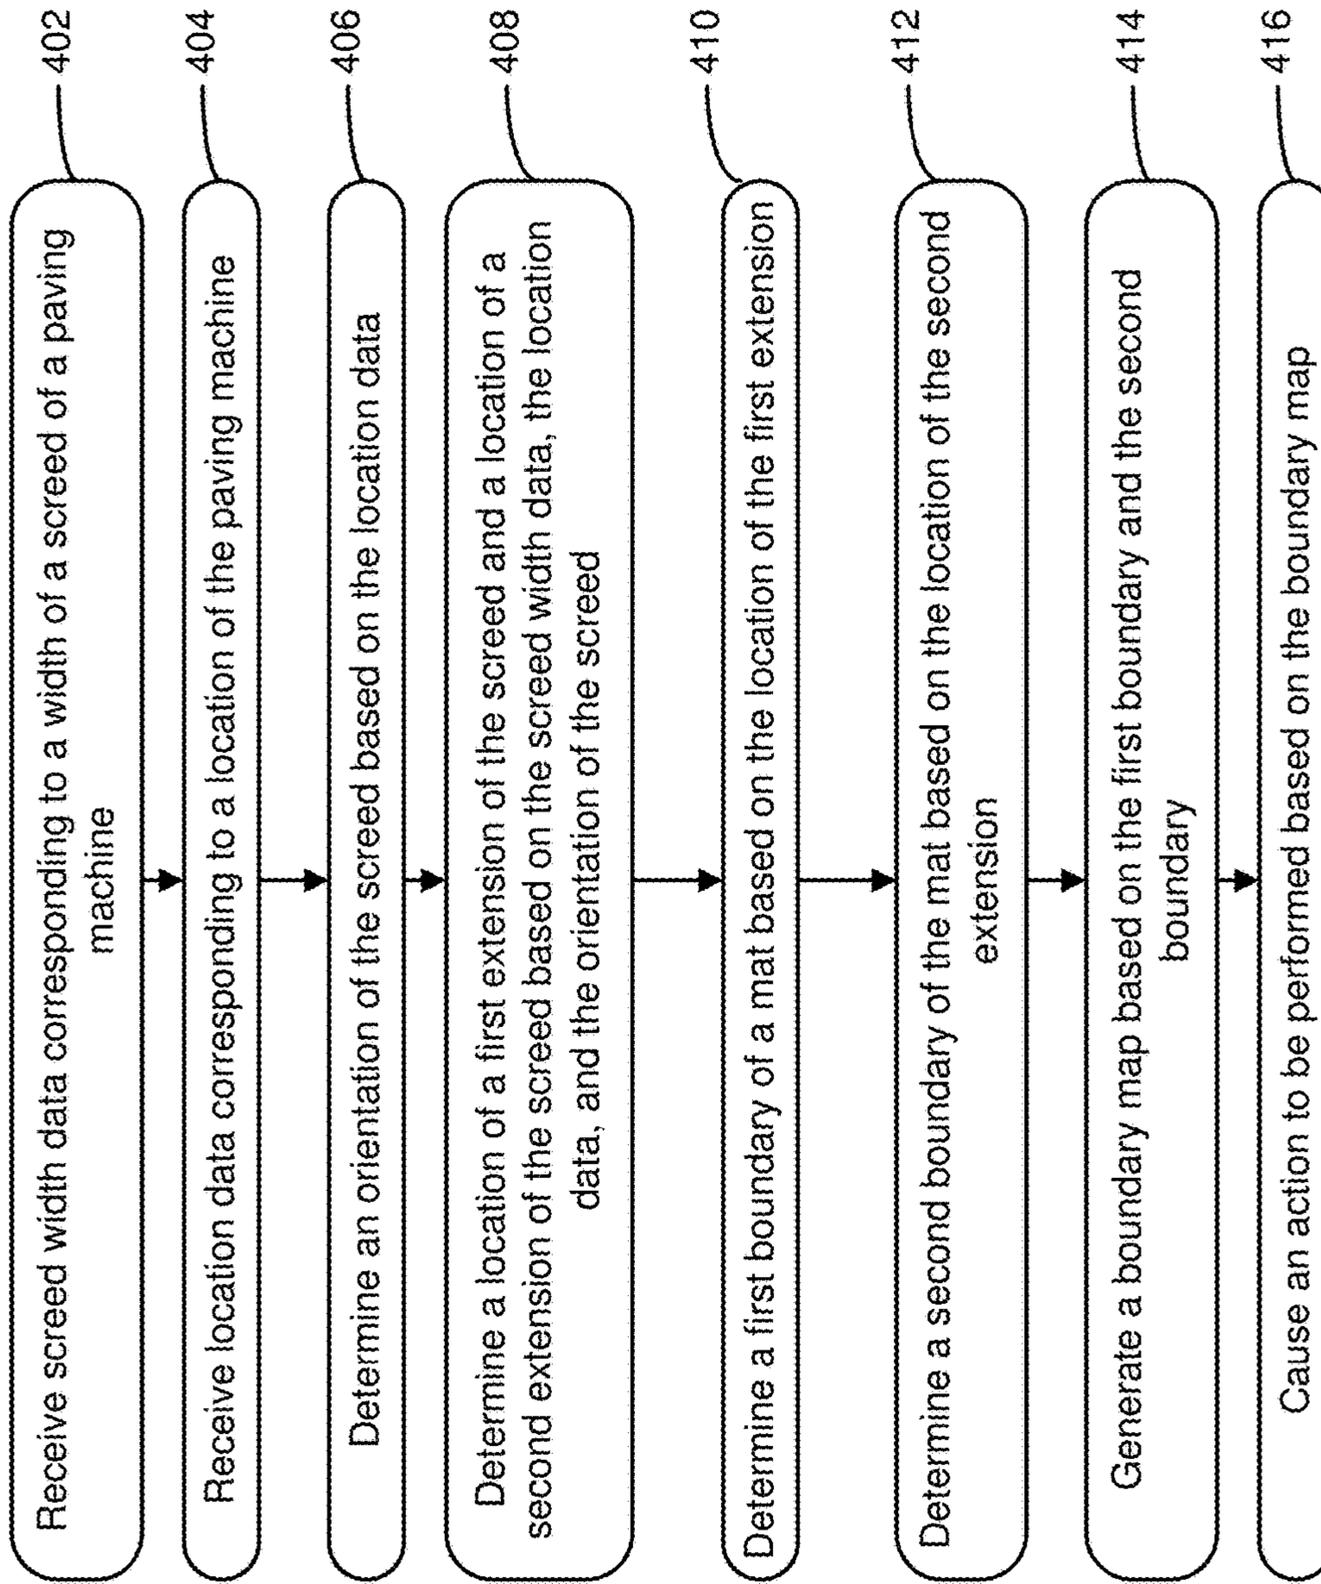 402
Receive screed width data corresponding to a width of a screed of a paving
machine
404
Receive location data corresponding to a location of the paving machine
406
Determine an orientation of the screed based on the location data
408
Determine a location of a first extension of the screed and a location of a
second extension of the screed based on the screed width data, the location
data, and the orientation of the screed
410
Determine a first boundary of a mat based on the location of the first extension
412
Determine a second boundary of the mat based on the location of the second
extension
414
Generate a boundary map based on the first boundary and the second
boundary
416
Cause an action to be performed based on the boundary map